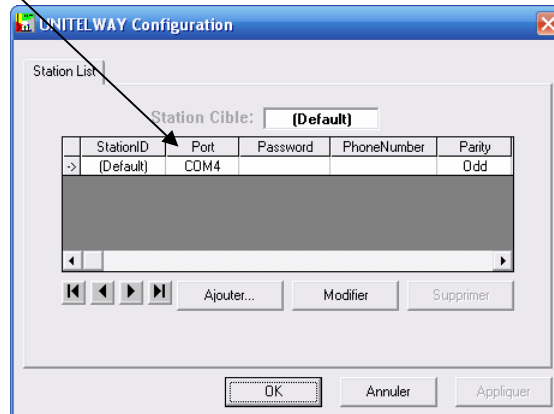 UNITELWAY Configuration
Station List
Station Cible: (Default)
StationID Port Password PhoneNumber Parity
-> (Default) COM4 Odd
Ajouter... Modifier Supprimer
OK Annuler Appliquer